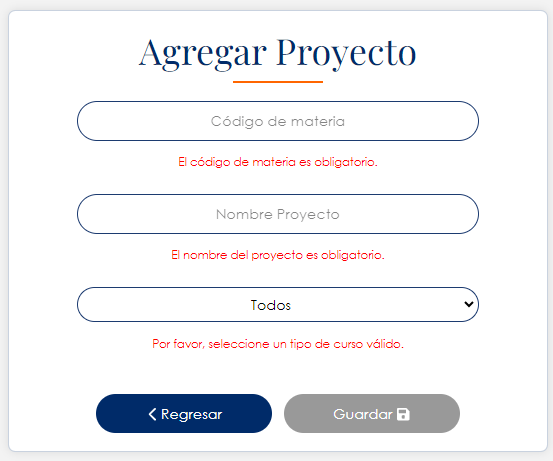 Agregar Proyecto
Código de materia
El código de materia es obligatorio.
Nombre Proyecto
El nombre del proyecto es obligatorio.
Todos
Por favor, seleccione un tipo de curso válido.
Regresar
Guardar